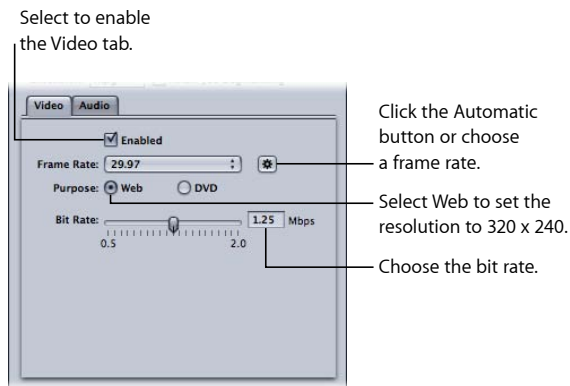 Select to enable
the Video tab.
Video Audio
Enabled
Frame Rate: 29.97
Purpose: Web DVD
Bit Rate: 1.25 Mbps
0.5 2.0
Click the Automatic
button or choose
a frame rate.
Select Web to set the
resolution to 320 x 240.
Choose the bit rate.